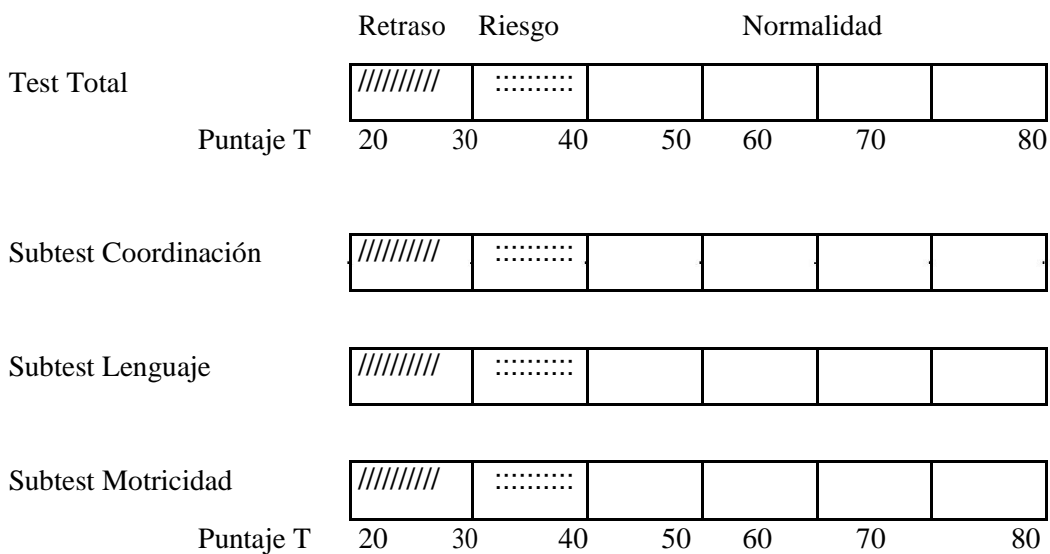 Retraso Riesgo Normalidad
Test Total ////////// ::::::::::
Puntaje T 20 30 40 50 60 70 80
Subtest Coordinación ////////// ::::::::::
Subtest Lenguaje ////////// ::::::::::
Subtest Motricidad ////////// ::::::::::
Puntaje T 20 30 40 50 60 70 80